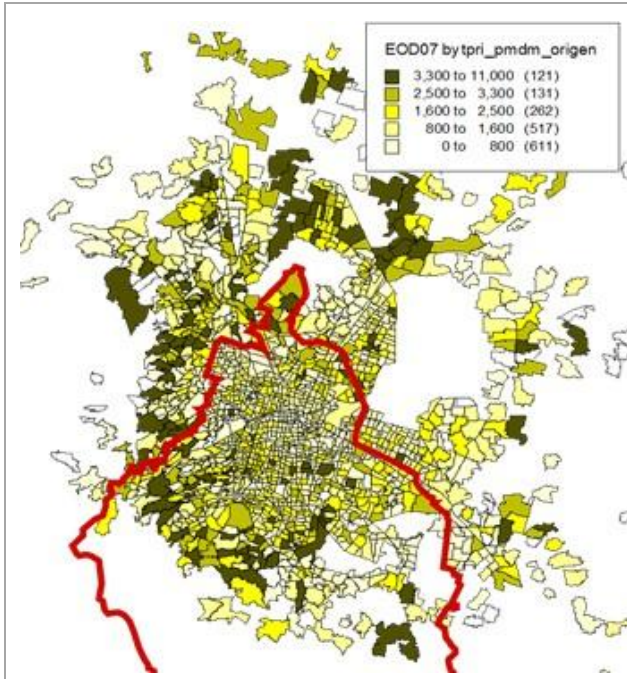 EOD07 by tpri_pmdm_origen
3,300 to 11,000 (121)
2,500 to 3,300 (131)
1,600 to 2,500 (262)
800 to 1,600 (517)
0 to 800 (611)